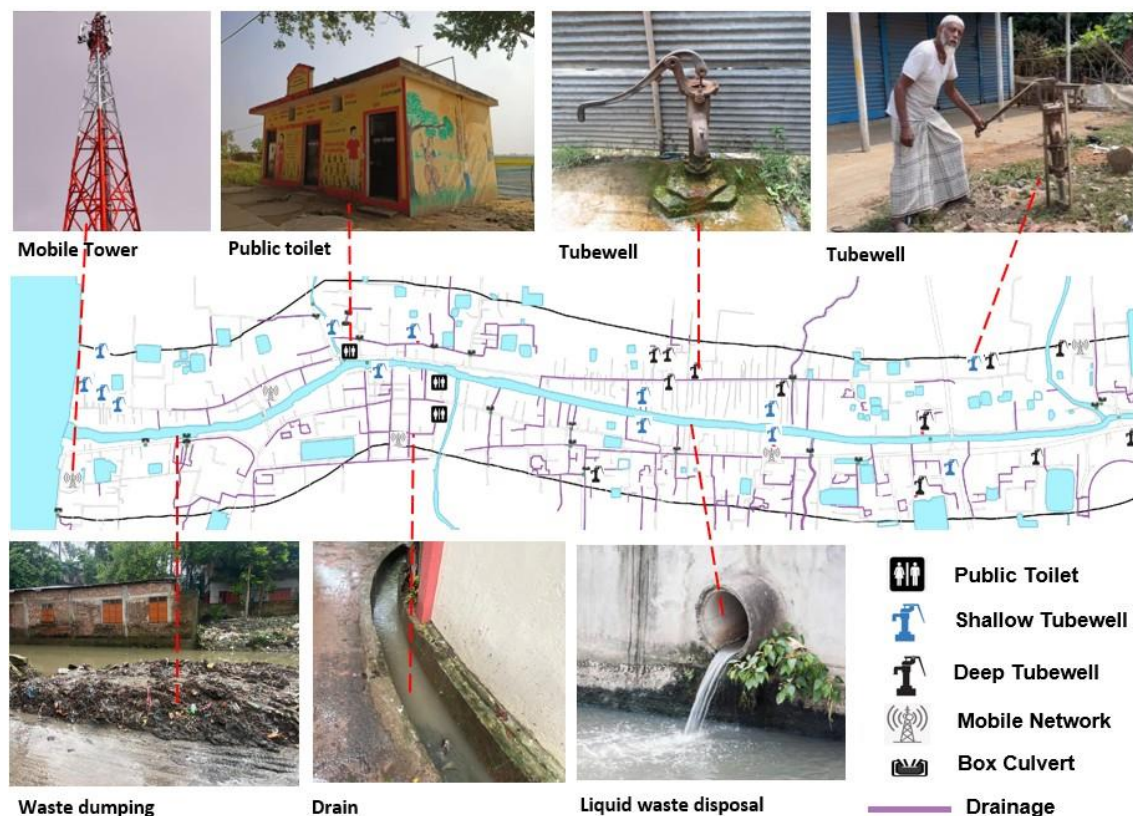 Mobile Tower
Public toilet
Tubewell
Tubewell
Public Toilet
Shallow Tubewell
Deep Tubewell
Mobile Network
Box Culvert
Drainage
Waste dumping
Drain
Liquid waste disposal